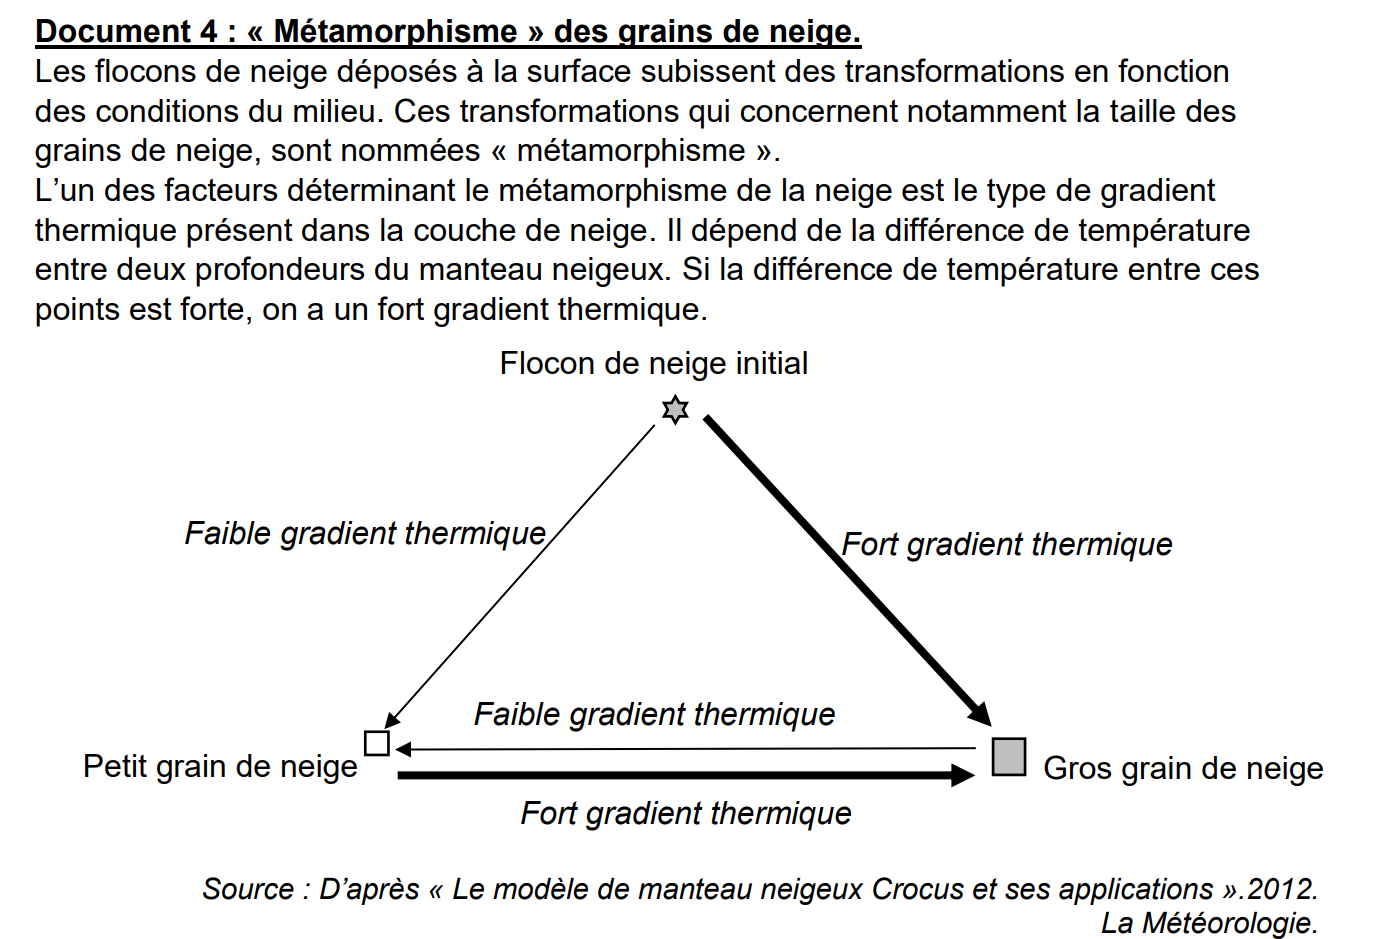 Document 4 : « Métamorphisme » des grains de neige.
Les flocons de neige déposés à la surface subissent des transformations en fonction
des conditions du milieu. Ces transformations qui concernent notamment la taille des
grains de neige, sont nommées « métamorphisme ».
L’un des facteurs déterminant le métamorphisme de la neige est le type de gradient
thermique présent dans la couche de neige. Il dépend de la différence de température
entre deux profondeurs du manteau neigeux. Si la différence de température entre ces
points est forte, on a un fort gradient thermique.
Flocon de neige initial
Faible gradient thermique
Fort gradient thermique
Faible gradient thermique
Petit grain de neige
Gros grain de neige
Fort gradient thermique
Source : D’après « Le modèle de manteau neigeux Crocus et ses applications ».2012.
La Météorologie.